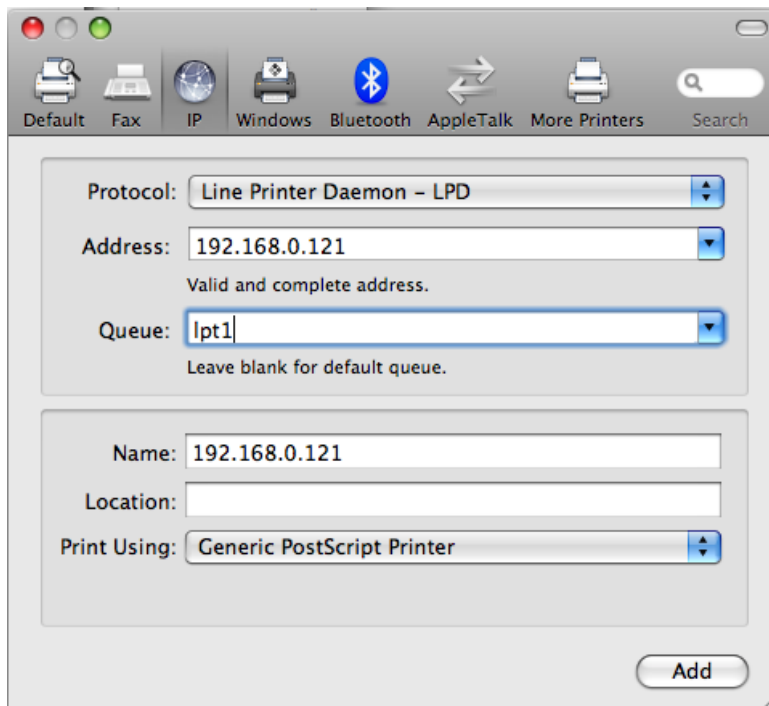 Default Fax IP Windows Bluetooth AppleTalk More Printers Search
Protocol: Line Printer Daemon – LPD
Address: 192.168.0.121
Valid and complete address.
Queue: lpt1
Leave blank for default queue.
Name: 192.168.0.121
Location:
Print Using: Generic PostScript Printer
Add